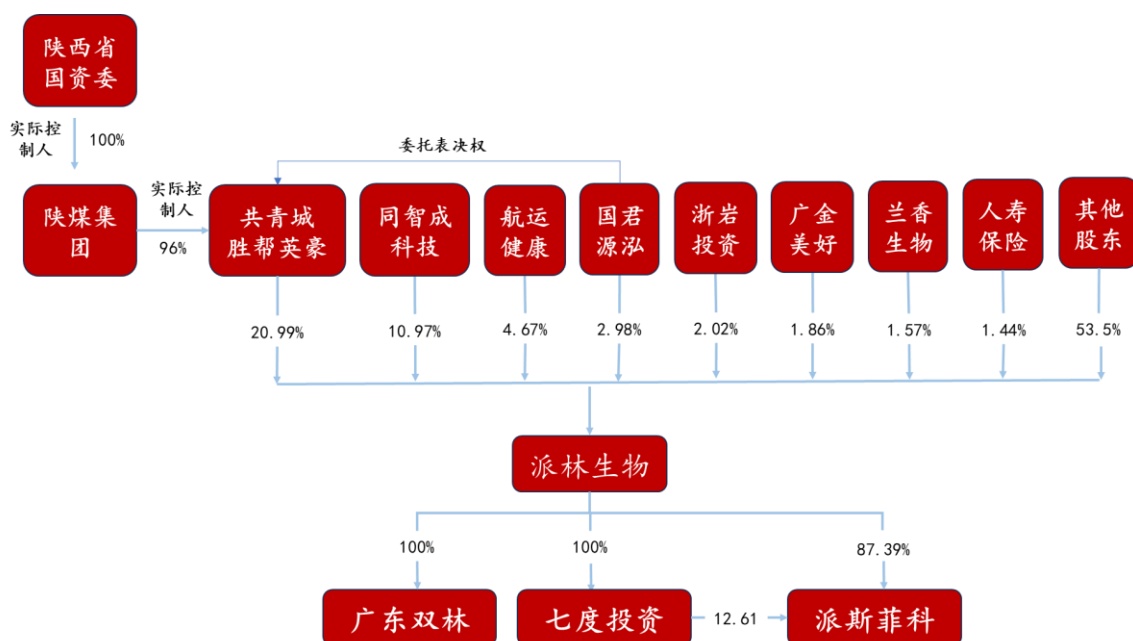 陕西省
国资委
实际控
制人
100%
委托表决权
陕煤集
团
实际控
制人
96%
共青城
胜帮英豪
同智成
科技
航运
健康
国君
源泓
浙岩
投资
广金
美好
兰香
生物
人寿
保险
其他
股东
20.99%
10.97%
4.67%
2.98%
2.02%
1.86%
1.57%
1.44%
53.5%
派林生物
100%
100%
87.39%
广东双林
七度投资
12.61
派斯菲科